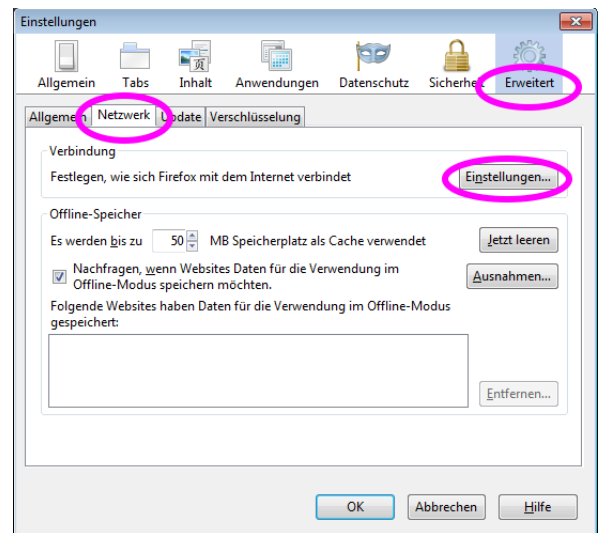 Einstellungen
Allgemein Tabs Inhalt Anwendungen Datenschutz Sicherheit Erweitert
Allgemein Netzwerk Update Verschlüsselung
Verbindung
Festlegen, wie sich Firefox mit dem Internet verbindet Einstellungen...
Offline-Speicher
Es werden bis zu 50 MB Speicherplatz als Cache verwendet Jetzt leeren
Nachfragen, wenn Websites Daten für die Verwendung im
Offline-Modus speichern möchten.
Ausnahmen...
Folgende Websites haben Daten für die Verwendung im Offline-Modus
gespeichert:
Entfernen...
OK Abbrechen Hilfe